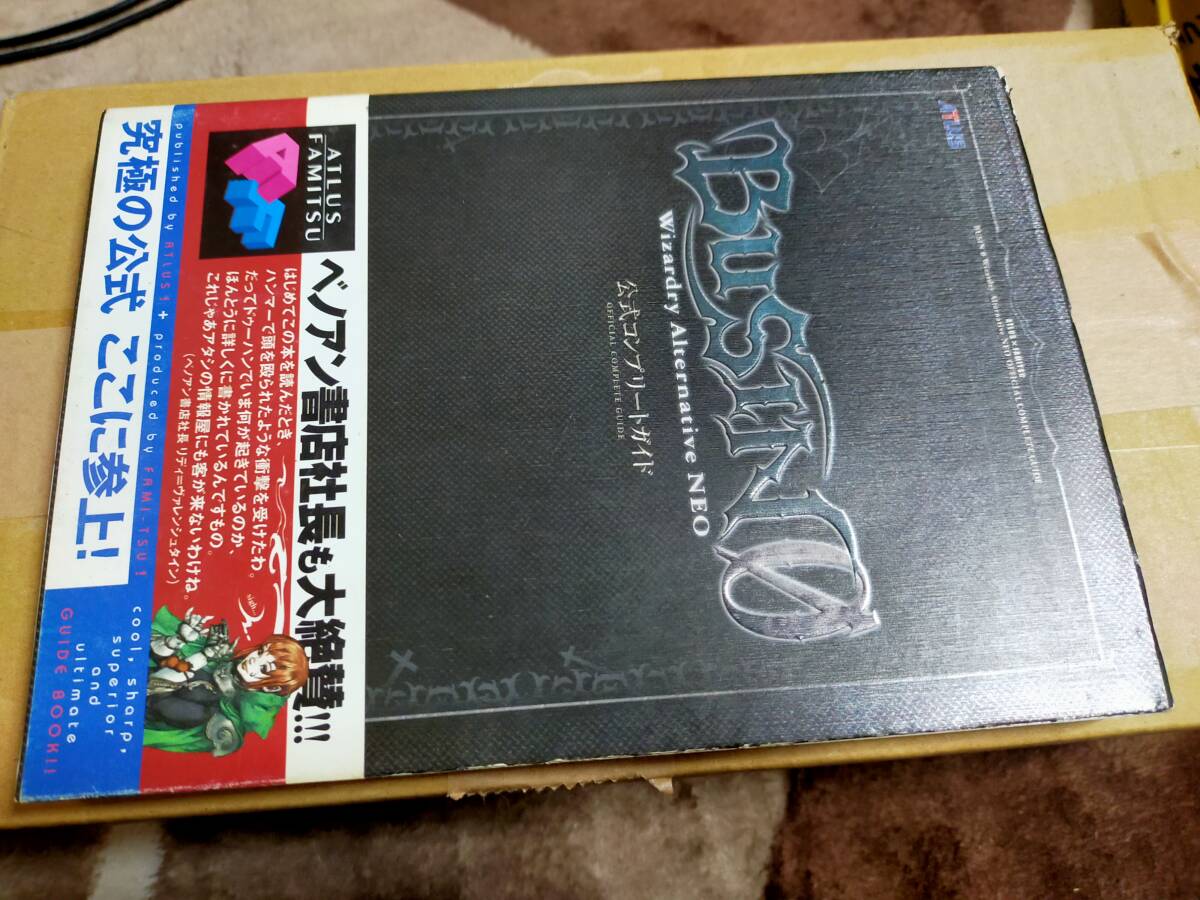 ATLUS
BUSIN 0
Wizardry Alternative NEO
公式コンプリートガイド
OFFICIAL COMPLETE GUIDE
ATLUS
FAMITSU
ベノアン書店社長も大絶賛!!!
はじめてこの本を読んだとき、
ハンマーで頭を殴られたような衝撃を受けたわ。
だってドゥーハンでいま何が起きているのか、
ほんとうに詳しくに書かれているんですもの。
これじゃあアタシの情報屋にも客が来ないわけね。
(ベノアン書店社長 リディ=ヴァレンシュタイン)
sigh...
published by ATLUS! + produced by FAMI-TSU!
究極の公式 ここに参上!
cool, sharp,
superior
and
ultimate
GUIDE BOOK!!